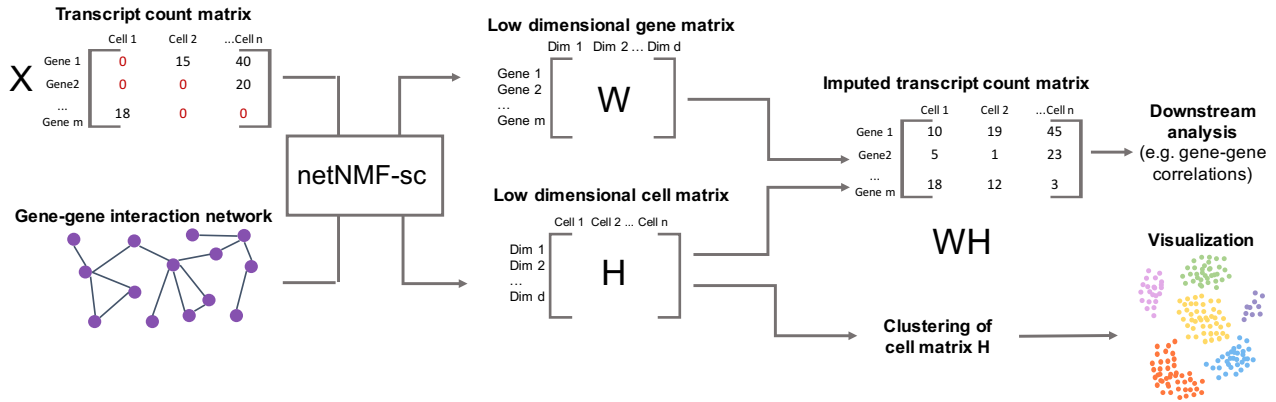 Transcript count matrix
Cell 1 Cell 2 ...Cell n
X
Gene 1 0 15 40
Gene2 0 0 20
...
Gene m 18 0 0
Gene-gene interaction network
netNMF-sc
Low dimensional gene matrix
Dim 1 Dim 2 ... Dim d
Gene 1
Gene 2
...
Gene m
W
Low dimensional cell matrix
Cell 1 Cell 2 ... Cell n
Dim 1
Dim 2
...
Dim d
H
Imputed transcript count matrix
Cell 1 Cell 2 ...Cell n
Gene 1 10 19 45
Gene2 5 1 23
...
Gene m 18 12 3
WH
Clustering of
cell matrix H
Downstream
analysis
(e.g. gene-gene
correlations)
Visualization